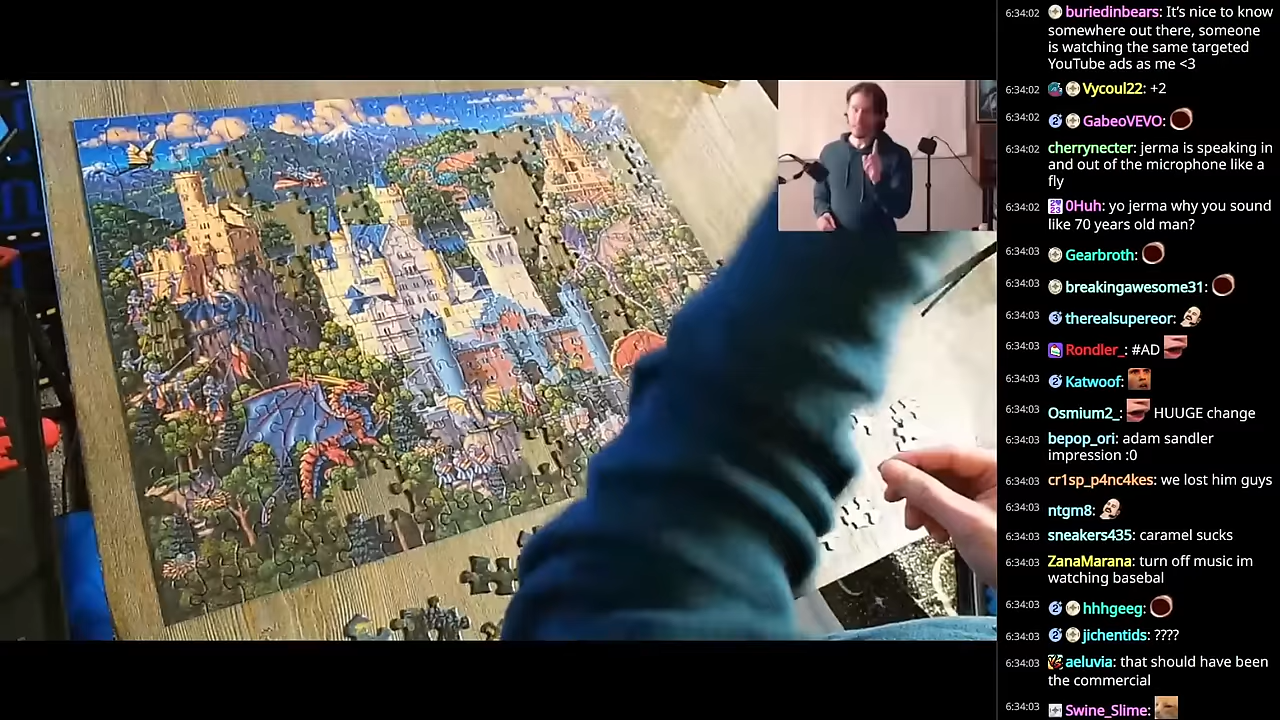 6:34:02 buriedinbears: It's nice to know
somewhere out there, someone
is watching the same targeted
YouTube ads as me <3
6:34:02 Vycoul22: +2
6:34:02 GabeoVEVO:
6:34:02 cherrynecter: jerma is speaking in
and out of the microphone like a
fly
6:34:02 0Huh: yo jerma why you sound
like 70 years old man?
6:34:03 Gearbroth:
6:34:03 breakingawesome31:
6:34:03 therealsupereor:
6:34:03 Rondler_: #AD
6:34:03 Katwoof:
6:34:03 Osmium2_: HUUGE change
6:34:03 bepop_ori: adam sandler
impression :0
6:34:03 cr1sp_p4nc4kes: we lost him guys
6:34:03 ntgm8:
6:34:03 sneakers435: caramel sucks
6:34:03 ZanaMarana: turn off music im
watching basebal
6:34:03 hhhgeeg:
6:34:03 jichentids: ????
6:34:03 aeluvia: that should have been
the commercial
6:34:03 Swine_Slime: